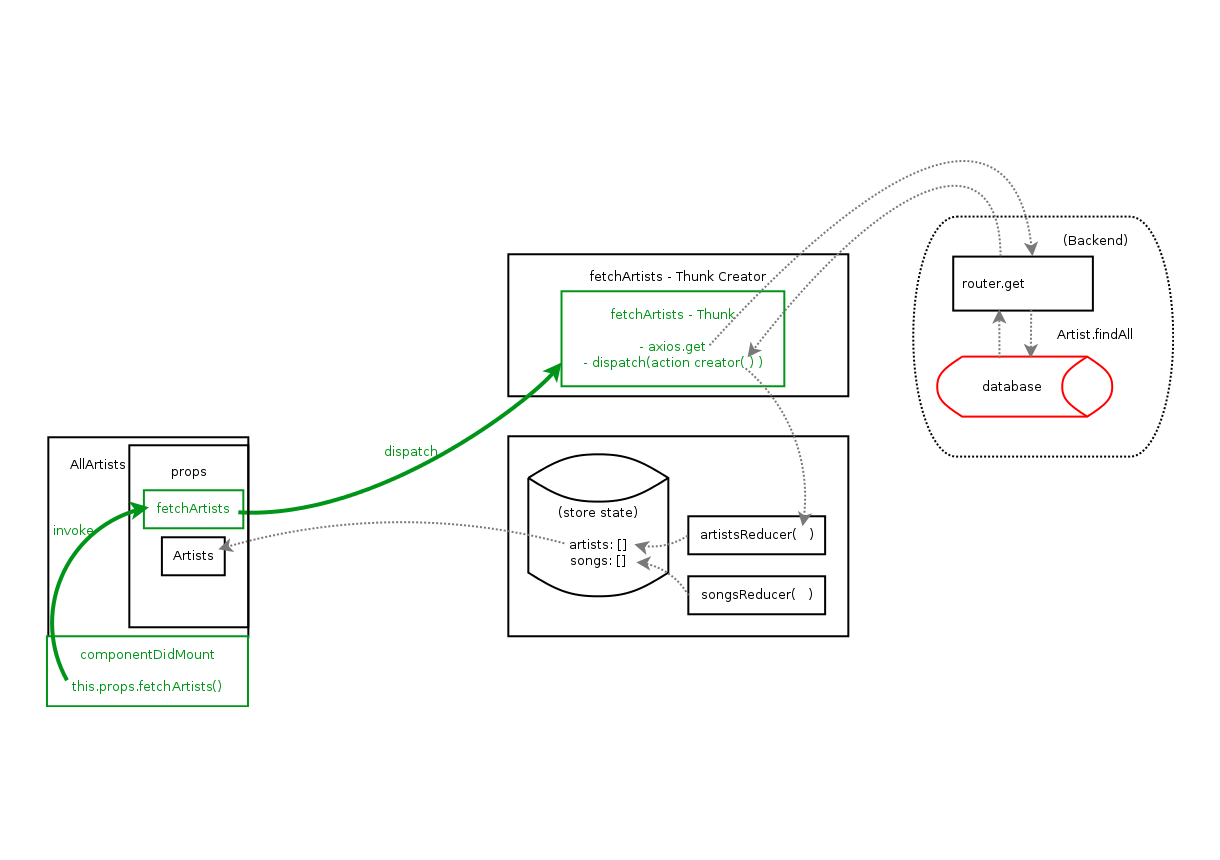 (Backend)
router.get
Artist.findAll
database
fetchArtists - Thunk Creator
fetchArtists - Thunk
- axios.get
- dispatch(action creator( ) )
dispatch
AllArtists
props
fetchArtists
invoke
Artists
componentDidMount
this.props.fetchArtists()
(store state)
artists: []
songs: []
artistsReducer(   )
songsReducer(   )